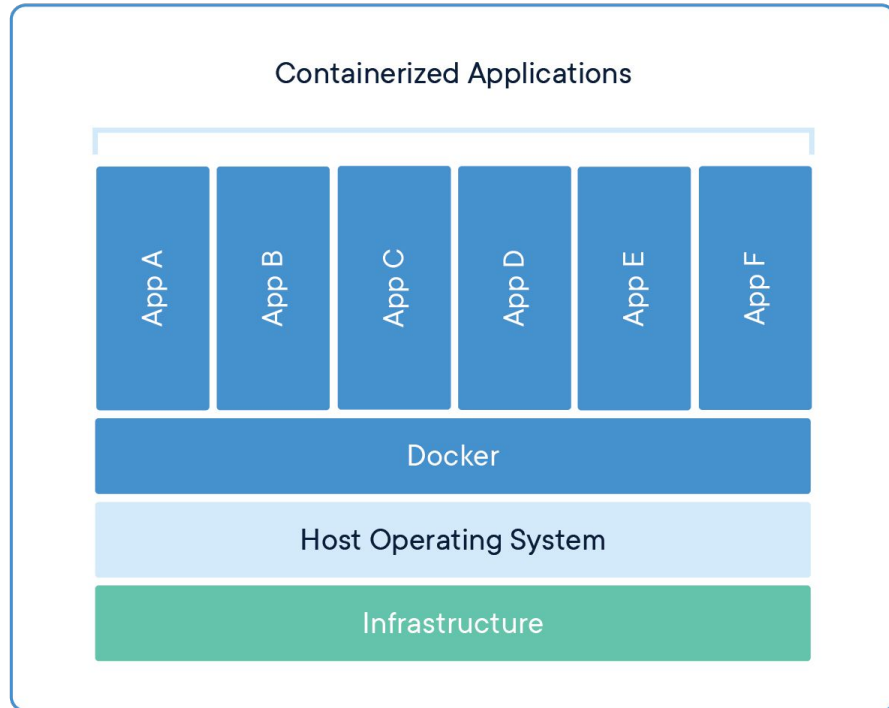 Containerized Applications
App A
App B
App C
App D
App E
App F
Docker
Host Operating System
Infrastructure